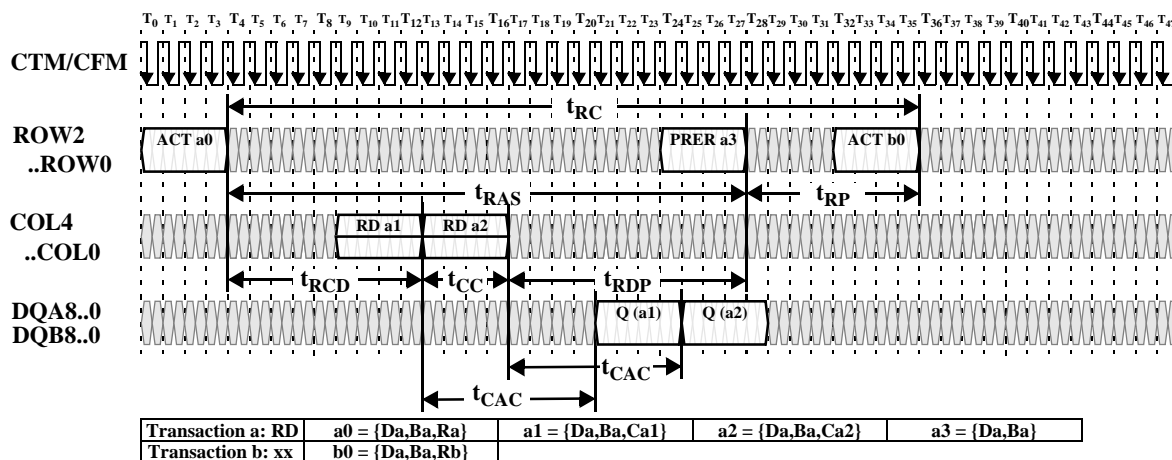 T0 T1 T2 T3 T4 T5 T6 T7 T8 T9 T10 T11 T12 T13 T14 T15 T16 T17 T18 T19 T20 T21 T22 T23 T24 T25 T26 T27 T28 T29 T30 T31 T32 T33 T34 T35 T36 T37 T38 T39 T40 T41 T42 T43 T44 T45 T46 T47
CTM/CFM
tRC
ROW2
..ROW0
ACT a0
PRER a3
ACT b0
tRAS
tRP
COL4
..COL0
RD a1
RD a2
tRCD
tCC
tRDP
DQA8..0
DQB8..0
Q (a1)
Q (a2)
tCAC
tCAC
Transaction a: RD a0 = {Da,Ba,Ra} a1 = {Da,Ba,Ca1} a2 = {Da,Ba,Ca2} a3 = {Da,Ba}
Transaction b: xx b0 = {Da,Ba,Rb}